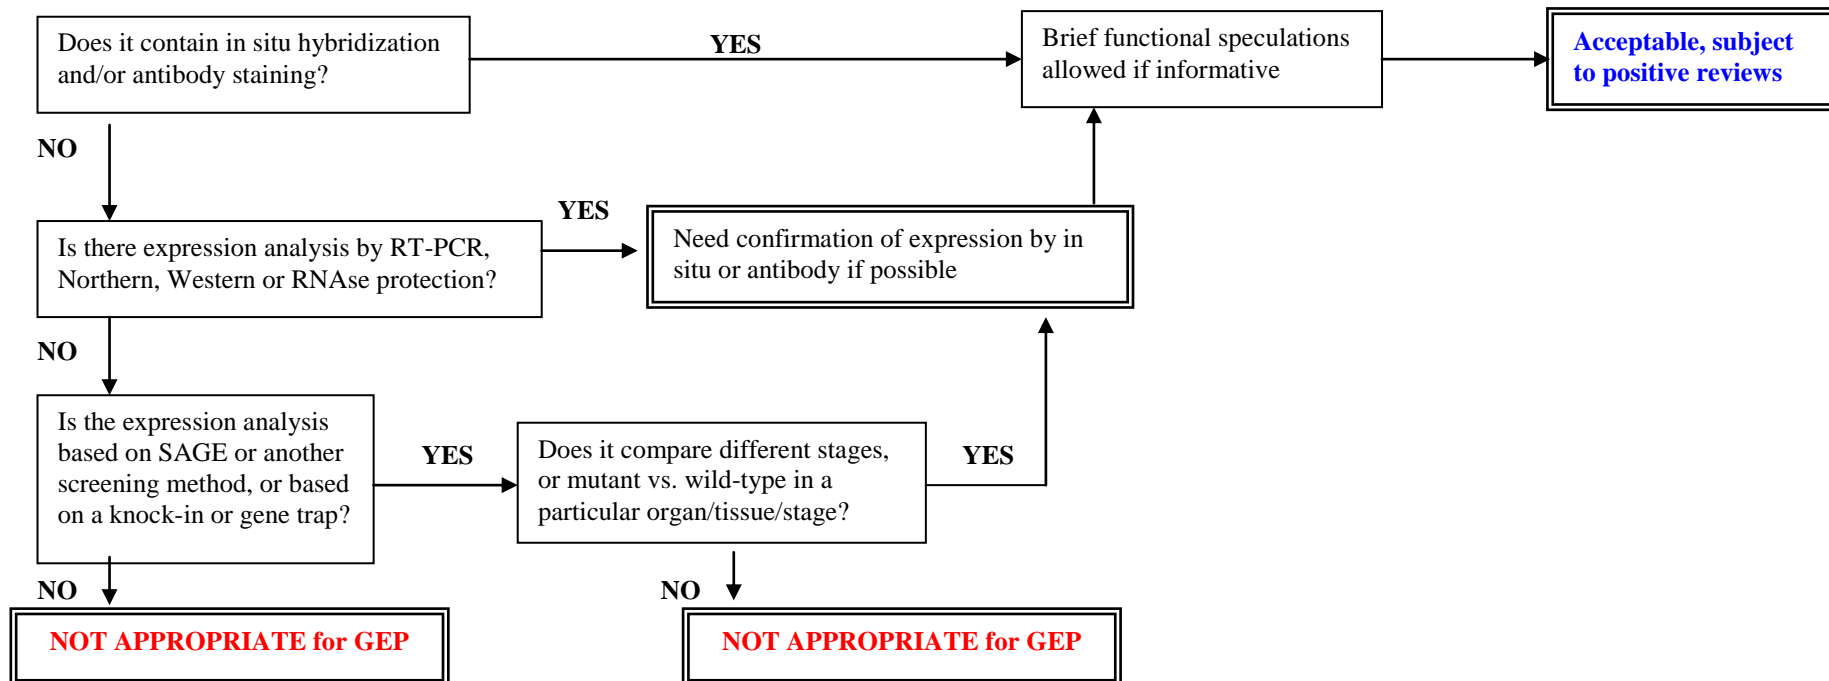 Does it contain in situ hybridization
and/or antibody staining?
YES
Brief functional speculations
allowed if informative
Acceptable, subject
to positive reviews
NO
Is there expression analysis by RT-PCR,
Northern, Western or RNAse protection?
YES
Need confirmation of expression by in
situ or antibody if possible
NO
Is the expression analysis
based on SAGE or another
screening method, or based
on a knock-in or gene trap?
YES
Does it compare different stages,
or mutant vs. wild-type in a
particular organ/tissue/stage?
YES
NO
NOT APPROPRIATE for GEP
NO
NOT APPROPRIATE for GEP